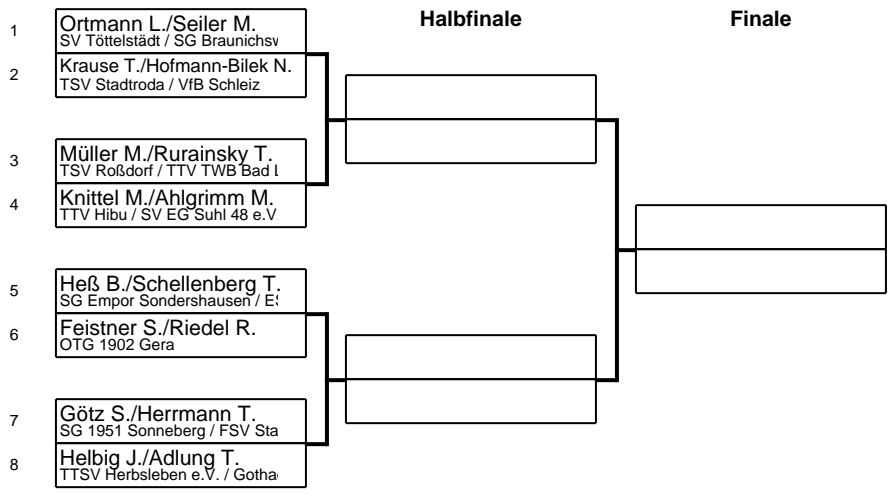 Halbfinale Finale
1 Ortmann L./Seiler M.
SV Töttelstädt / SG Braunichsw
2 Krause T./Hofmann-Bilek N.
TSV Stadtroda / VfB Schleiz
3 Müller M./Rurainsky T.
TSV Roßdorf / TTV TWB Bad
4 Knittel M./Ahlgrimm M.
TTV Hibu / SV EG Suhl 48 e.V
5 Heß B./Schellenberg T.
SG Empor Sondershausen /
6 Feistner S./Riedel R.
OTG 1902 Gera
7 Götz S./Herrmann T.
SG 1951 Sonneberg / FSV Sta
8 Helbig J./Adlung T.
TTSV Herbsleben e.V. / Gotha